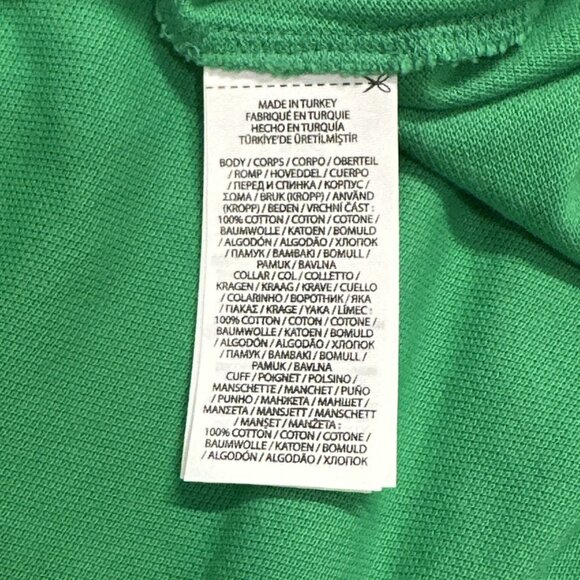 MADE IN TURKEY
FABRIQUÉ EN TURQUIE
HECHO EN TURQUÍA
TÜRKİYE'DE ÜRETİLMİŞTİR
BODY / CORPS / CORPO / OBERTEIL
/ ROMP / HOVEDDEL / CUERPO
/ ПЕРЕД И СПИНКА / КОРПУС /
ΣΩΜΑ / BRUK (KROPP) / ANVÄND
(KROPP) / BEDEN / VRCHNÍ ČÁST :
100% COTTON / COTON / COTONE /
BAUMWOLLE / KATOEN / BOMULD
/ ALGODÓN / ALGODÃO / ХЛОПОК
/ ПАМУК / ΒΑΜΒΑΚΙ / BOMULL /
PAMUK / BAVLNA
COLLAR / COL / COLLETTO /
KRAGEN / KRAAG / KRAVE / CUELLO
/ COLARINHO / ВОРОТНИК / ЯКА
/ ΓΙΑΚΑΣ / KRAGE / YAKA / LÍMEC :
100% COTTON / COTON / COTONE /
BAUMWOLLE / KATOEN / BOMULD
/ ALGODÓN / ALGODÃO / ХЛОПОК
/ ПАМУК / ΒΑΜΒΑΚΙ / BOMULL /
PAMUK / BAVLNA
CUFF / POIGNET / POLSINO /
MANSCHETTE / MANCHET / PUÑO
/ PUNHO / МАНЖЕТА / МАНШЕТ /
ΜΑΝΣΕΤΑ / MANSJETT / MANSCHETT
/ MANŞET / MANŽETA :
100% COTTON / COTON / COTONE /
BAUMWOLLE / KATOEN / BOMULD
/ ALGODÓN / ALGODÃO / ХЛОПОК